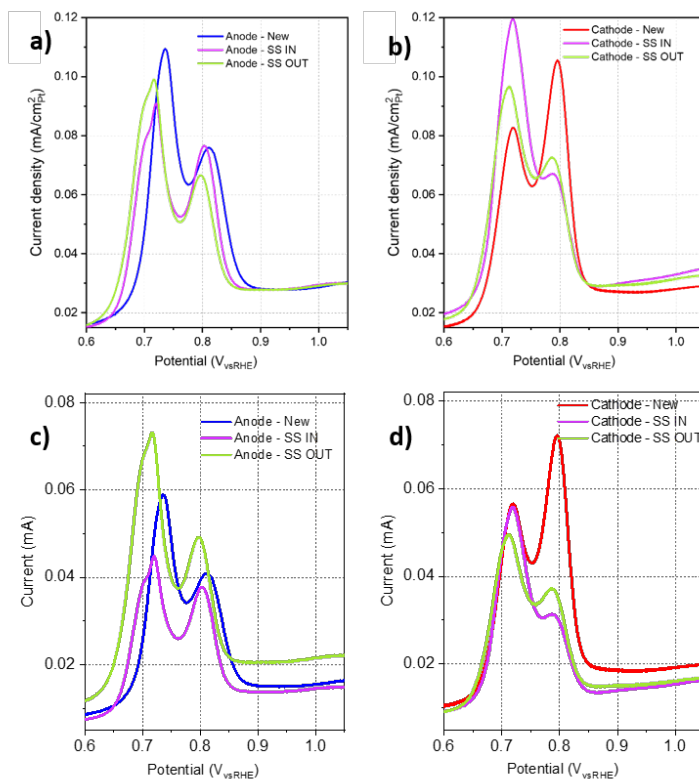 a)
Anode - New
Anode - SS IN
Anode - SS OUT
0.12
0.10
0.08
0.06
0.04
0.02
Current density (mA/cm²Pt)
0.6 0.7 0.8 0.9 1.0
Potential (VvsRHE)
b)
Cathode - New
Cathode - SS IN
Cathode - SS OUT
0.12
0.10
0.08
0.06
0.04
0.02
Current density (mA/cm²Pt)
0.6 0.7 0.8 0.9 1.0
Potential (VvsRHE)
c)
Anode - New
Anode - SS IN
Anode - SS OUT
0.08
0.06
0.04
0.02
Current (mA)
0.6 0.7 0.8 0.9 1.0
Potential (VvsRHE)
d)
Cathode - New
Cathode - SS IN
Cathode - SS OUT
0.08
0.06
0.04
0.02
Current (mA)
0.6 0.7 0.8 0.9 1.0
Potential (VvsRHE)